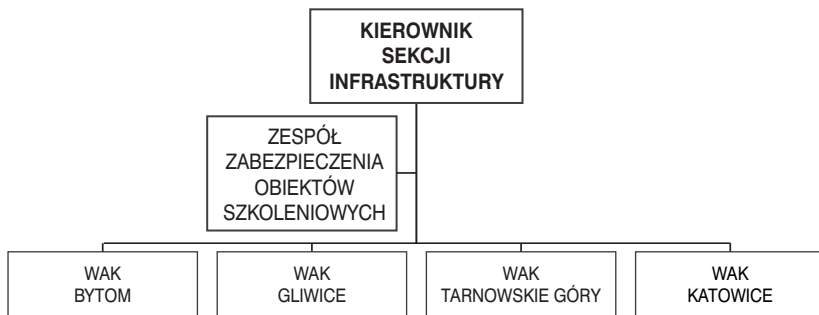 KIEROWNIK
SEKCJI
INFRASTRUKTURY
ZESPÓŁ
ZABEZPIECZENIA
OBIEKTÓW
SZKOLENIOWYCH
WAK
BYTOM
WAK
GLIWICE
WAK
TARNOWSKIE GÓRY
WAK
KATOWICE